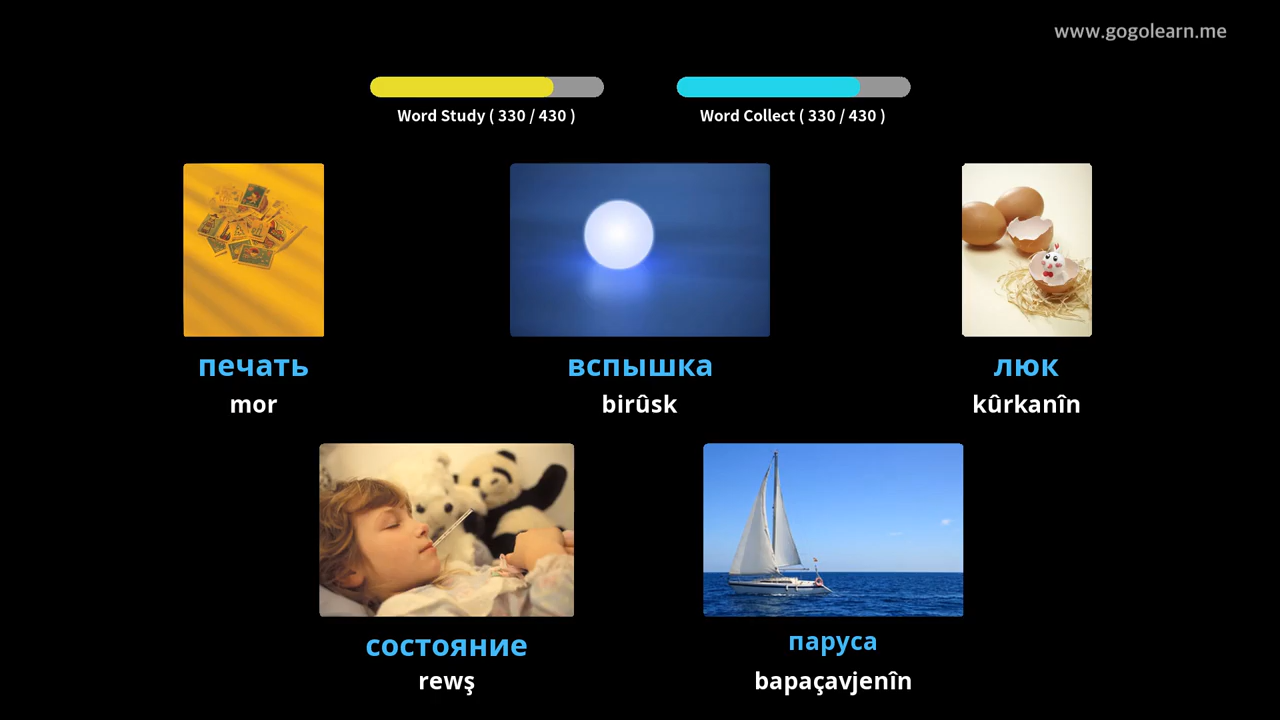 www.gogolearn.me
Word Study ( 330 / 430 )
Word Collect ( 330 / 430 )
печать
mor
вспышка
birûsk
люк
kûrkanîn
состояние
rewş
паруса
bapaçavjenîn